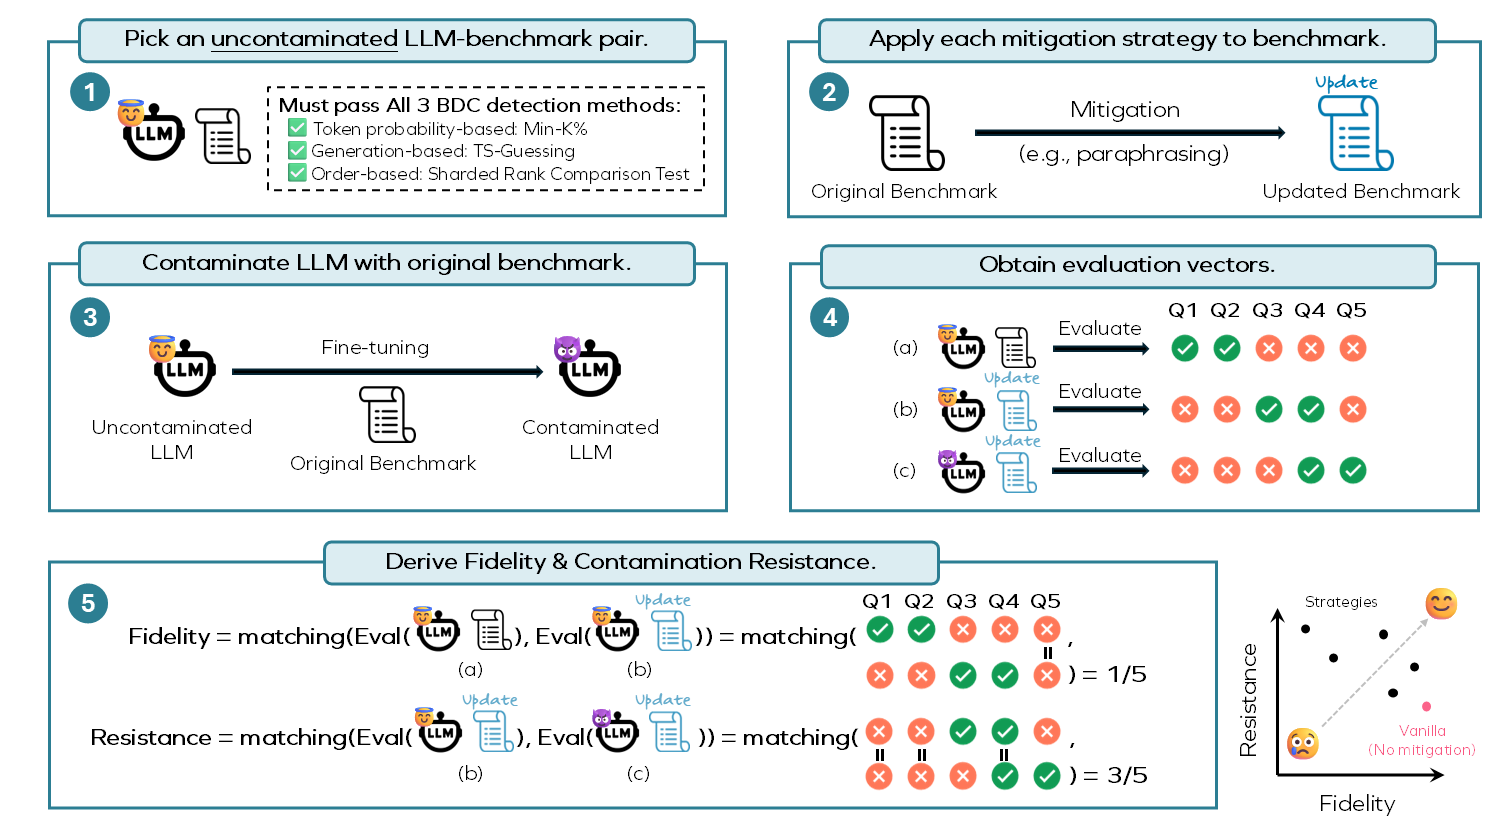 Pick an uncontaminated LLM-benchmark pair.
1
LLM
Must pass All 3 BDC detection methods:
Token probability-based: Min-K%
Generation-based: TS-Guessing
Order-based: Sharded Rank Comparison Test
Apply each mitigation strategy to benchmark.
2
Update
Mitigation
(e.g., paraphrasing)
Original Benchmark
Updated Benchmark
Contaminate LLM with original benchmark.
3
Fine-tuning
LLM
LLM
Uncontaminated
LLM
Original Benchmark
Contaminated
LLM
Obtain evaluation vectors.
4
Q1 Q2 Q3 Q4 Q5
(a) LLM Evaluate
Update
(b) LLM Evaluate
Update
(c) LLM Evaluate
Derive Fidelity & Contamination Resistance.
5
Q1 Q2 Q3 Q4 Q5
Update
Fidelity = matching(Eval( LLM ), Eval( LLM )) = matching( ,
(a) (b)
) = 1/5
Update Update
Resistance = matching(Eval( LLM ), Eval( LLM )) = matching( ,
(b) (c)
) = 3/5
Strategies
Resistance
Vanilla
(No mitigation)
Fidelity